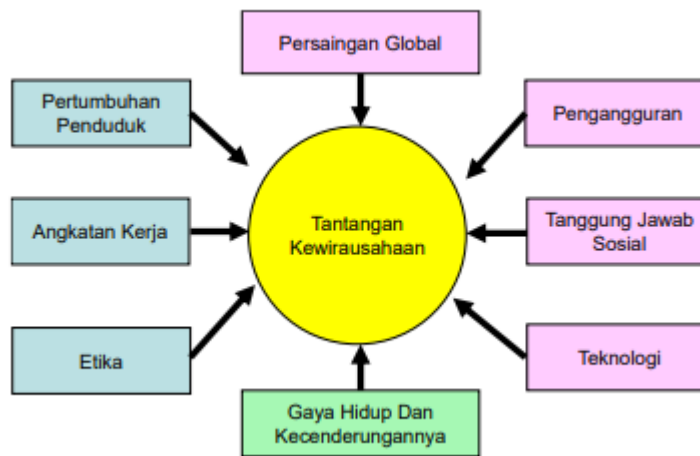 Persaingan Global
Pertumbuhan
Penduduk
Pengangguran
Angkatan Kerja
Tantangan
Kewirausahaan
Tanggung Jawab
Sosial
Etika
Teknologi
Gaya Hidup Dan
Kecenderungannya